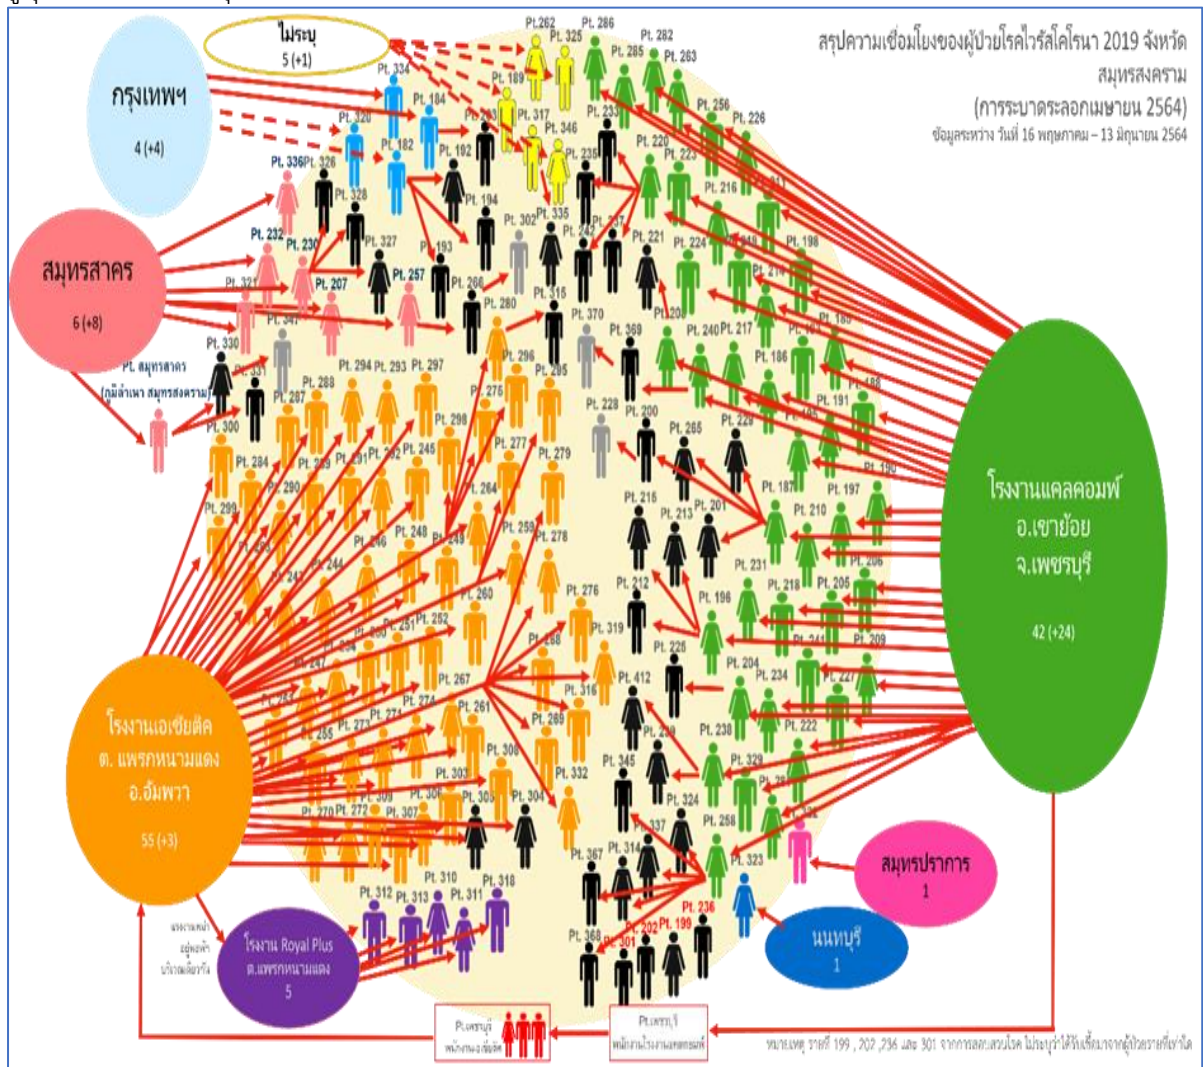 สรุปความเชื่อมโยงของผู้ป่วยโรคไวรัสโคโรนา 2019 จังหวัด
สมุทรสงคราม
(การระบาดระลอกเมษายน 2564)
ข้อมูลระหว่าง วันที่ 16 พฤษภาคม – 13 มิถุนายน 2564
ไม่ระบุ
5 (+1)
กรุงเทพฯ
4 (+4)
สมุทรสาคร
6 (+8)
Pt. สมุทรสาคร
(ภูมิลำเนา สมุทรสงคราม)
โรงงานเอเชียติค
ต. แพรกหนามแดง
อ.อัมพวา
55 (+3)
โรงงาน Royal Plus
ต.แพรกหนามแดง
5
โรงงานแคลคอมพ์
อ.เขาย้อย
จ.เพชรบุรี
42 (+24)
สมุทรปราการ
1
นนทบุรี
1
Pt.262
Pt. 325
Pt. 286
Pt. 282
Pt. 285
Pt. 263
Pt. 334
Pt. 189
Pt. 184
Pt. 256
Pt. 226
Pt. 320
Pt. 317
Pt. 346
Pt. 233
Pt. 182
Pt. 192
Pt. 235
Pt. 220
Pt. 223
Pt. 336
Pt. 326
Pt. 328
Pt. 194
Pt. 302
Pt. 335
Pt. 216
Pt. 232
Pt. 230
Pt. 327
Pt. 193
Pt. 242
Pt. 221
Pt. 224
Pt. 198
Pt. 321
Pt. 207
Pt. 257
Pt. 266
Pt. 280
Pt. 315
Pt. 370
Pt. 369
Pt. 240
Pt. 217
Pt. 330
Pt. 294
Pt. 293
Pt. 297
Pt. 296
Pt. 186
Pt. 288
Pt. 191
Pt. 228
Pt. 200
Pt. 265
Pt. 229
Pt. 300
Pt. 298
Pt. 277
Pt. 279
Pt. 284
Pt. 245
Pt. 190
Pt. 290
Pt. 264
Pt. 187
Pt. 197
Pt. 299
Pt. 248
Pt. 215
Pt. 213
Pt. 201
Pt. 210
Pt. 278
Pt. 246
Pt. 244
Pt. 231
Pt. 206
Pt. 212
Pt. 218
Pt. 205
Pt. 260
Pt. 276
Pt. 196
Pt. 252
Pt. 319
Pt. 225
Pt. 209
Pt. 204
Pt. 234
Pt. 227
Pt. 267
Pt. 412
Pt. 316
Pt. 238
Pt. 222
Pt. 261
Pt. 269
Pt. 308
Pt. 345
Pt. 329
Pt. 332
Pt. 303
Pt. 304
Pt. 324
Pt. 270
Pt. 272
Pt. 307
Pt. 337
Pt. 258
Pt. 314
Pt. 323
Pt. 367
Pt. 310
Pt. 318
Pt. 312
Pt. 313
Pt. 311
Pt. 236
Pt. 202
Pt. 199
Pt. 368
Pt. 301
หมายเหตุ รายที่ 199 , 202 ,236 และ 301 จากการสอบสวนโรค ไม่ระบุว่าได้รับเชื้อมาจากผู้ป่วยรายที่เท่าใด